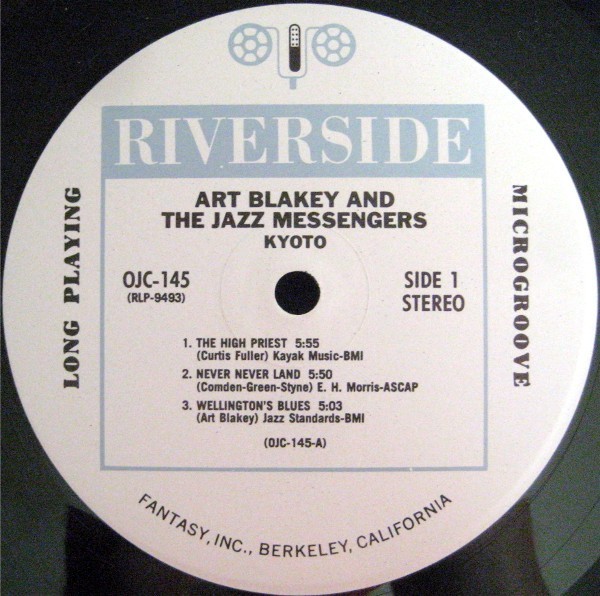 RIVERSIDE
ART BLAKEY AND
THE JAZZ MESSENGERS
KYOTO
LONG PLAYING
MICROGROOVE
OJC-145
(RLP-9493)
SIDE 1
STEREO
1. THE HIGH PRIEST 5:55
(Curtis Fuller) Kayak Music-BMI
2. NEVER NEVER LAND 5:50
(Comden-Green-Styne) E. H. Morris-ASCAP
3. WELLINGTON'S BLUES 5:03
(Art Blakey) Jazz Standards-BMI
(OJC-145-A)
FANTASY, INC., BERKELEY, CALIFORNIA